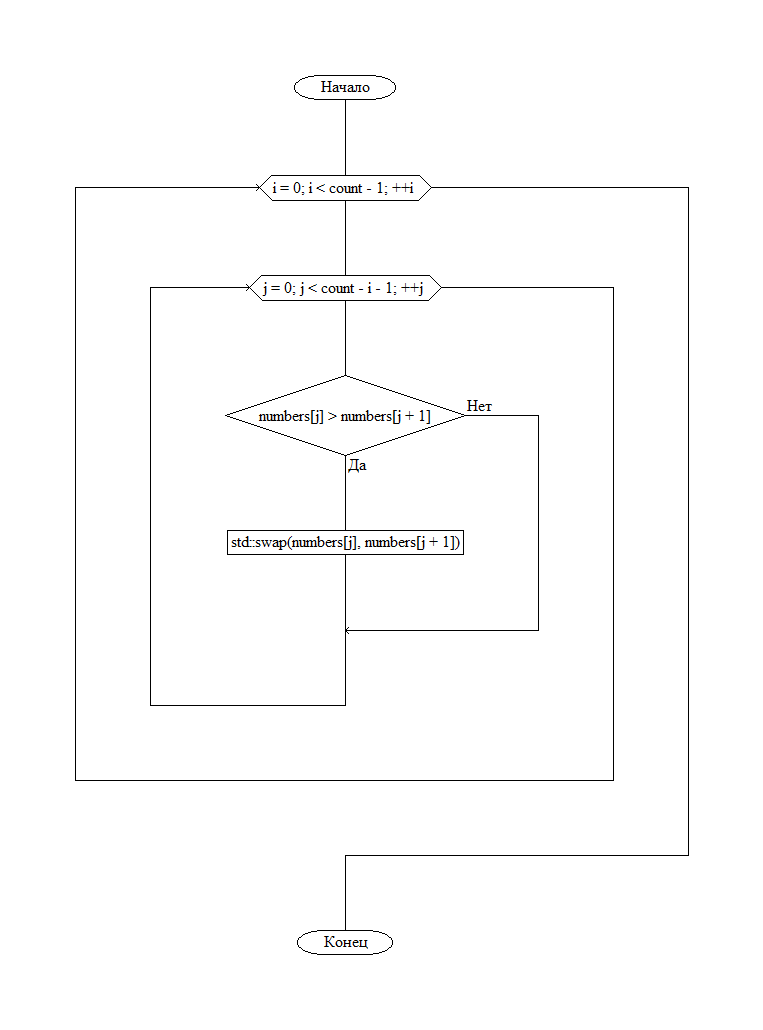 Начало
i = 0; i < count - 1; ++i
j = 0; j < count - i - 1; ++j
numbers[j] > numbers[j + 1]
Нет
Да
std::swap(numbers[j], numbers[j + 1])
Конец